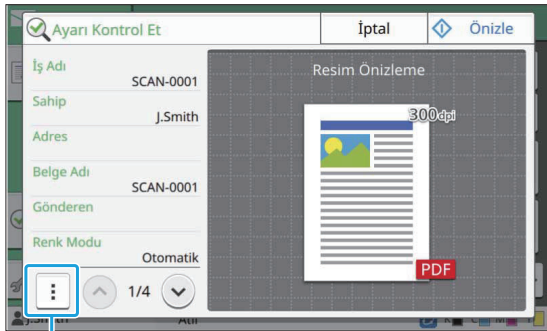 Ayarı Kontrol Et
İptal
Önizle
İş Adı
SCAN-0001
Sahip
J.Smith
Adres
Belge Adı
SCAN-0001
Gönderen
Renk Modu
Otomatik
1/4
Resim Önizleme
300dpi
PDF